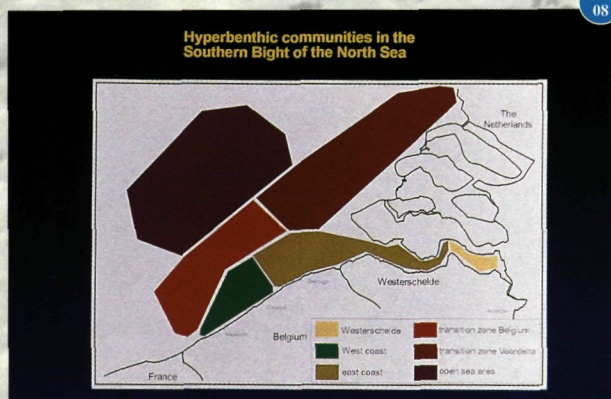 08
Hyperbenthic communities in the
Southern Bight of the North Sea
The
Netherlands
Westerschelde
Belgium
France
Westerschelde
West coast
east coast
transition zone Belgium
transition zone Voordelta
open sea area